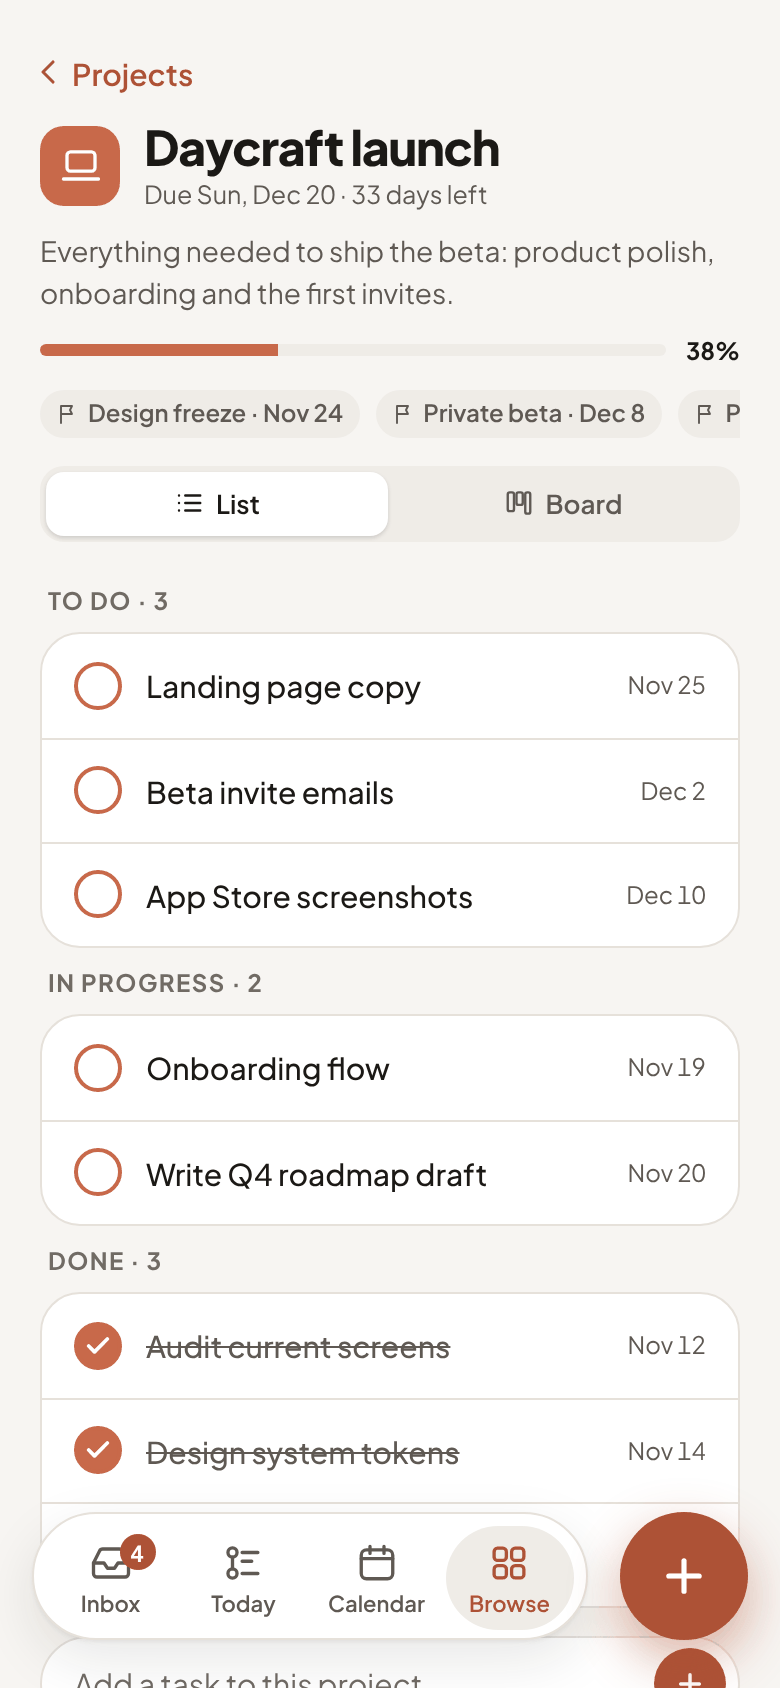 Projects
Daycraft launch
Due Sun, Dec 20 · 33 days left
Everything needed to ship the beta: product polish,
onboarding and the first invites.
38%
Design freeze · Nov 24
Private beta · Dec 8
P
List
Board
TO DO · 3
Landing page copy
Nov 25
Beta invite emails
Dec 2
App Store screenshots
Dec 10
IN PROGRESS · 2
Onboarding flow
Nov 19
Write Q4 roadmap draft
Nov 20
DONE · 3
Audit current screens
Nov 12
Design system tokens
Nov 14
4
Inbox
Today
Calendar
Browse
Add a task to this project